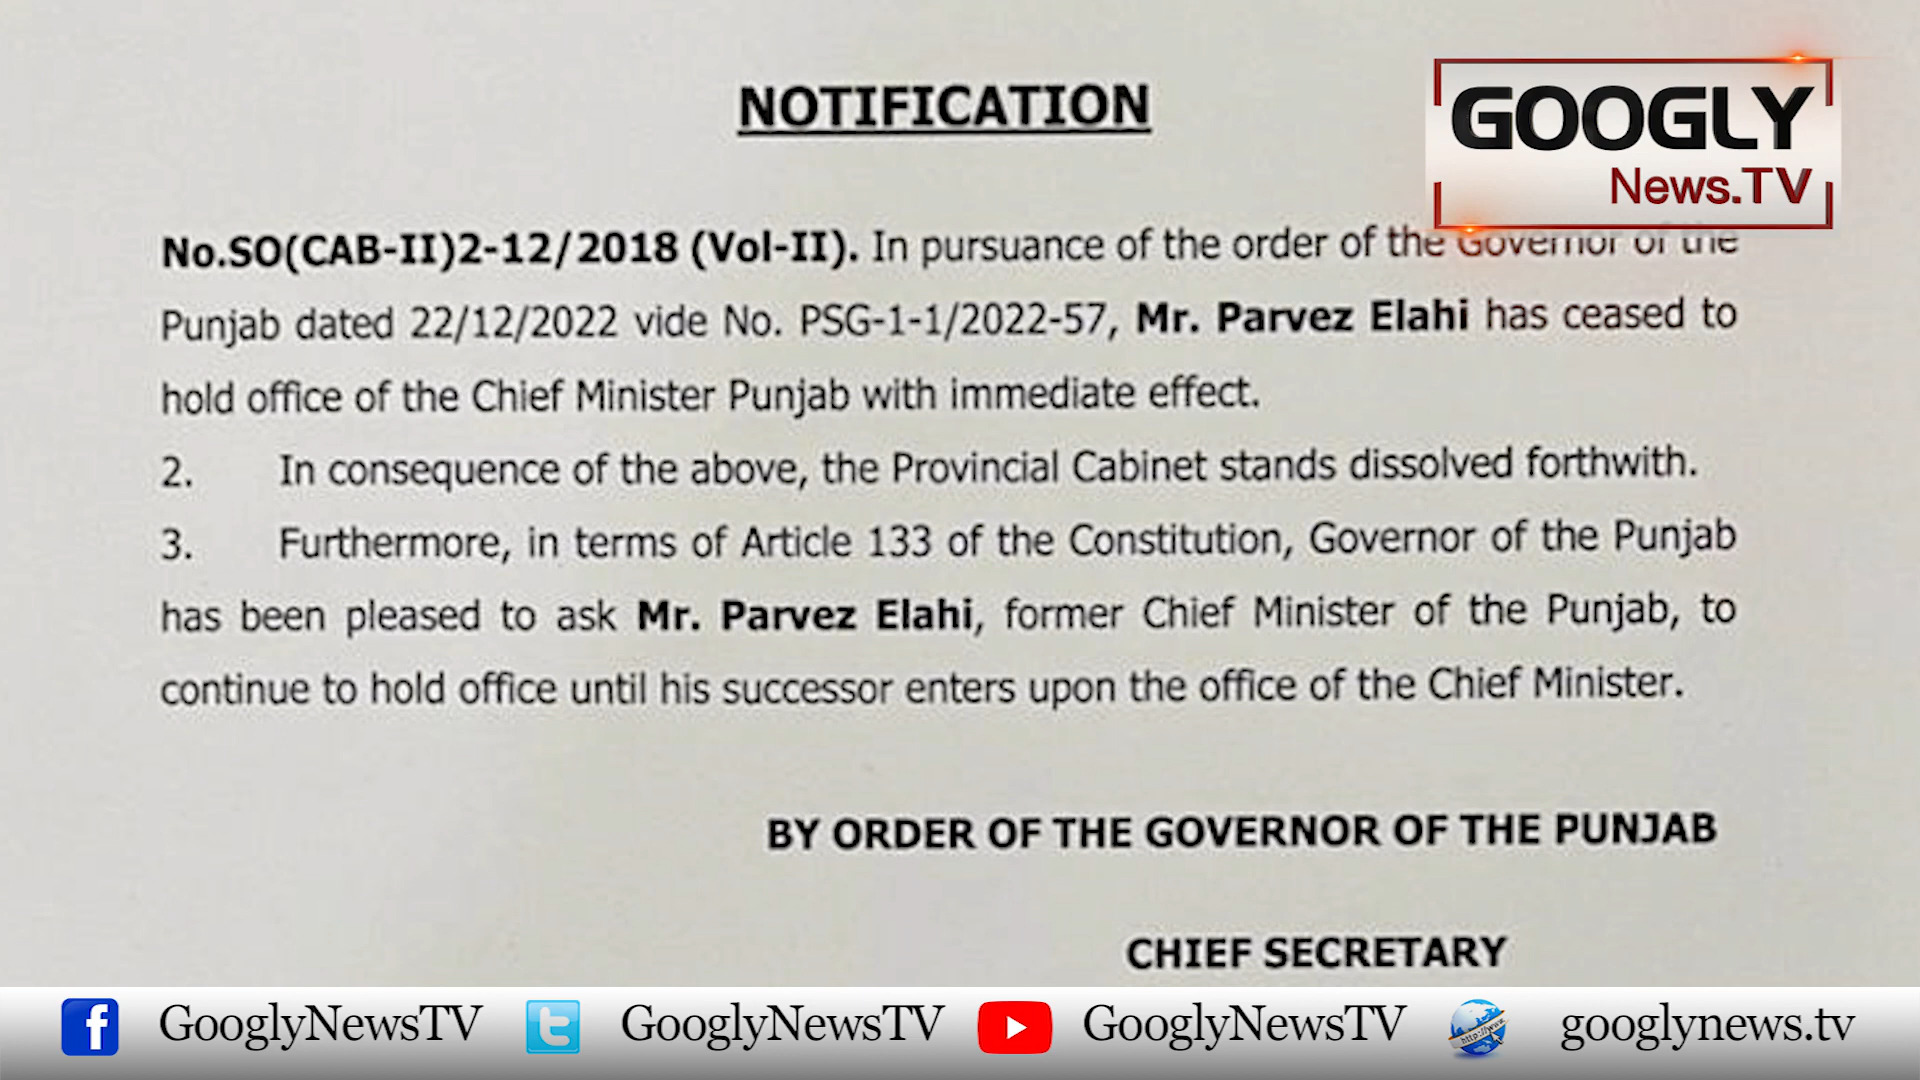 NOTIFICATION
GOOGLY
News.TV
No.SO(CAB-II)2-12/2018 (Vol-II). In pursuance of the order of the Governor of the
Punjab dated 22/12/2022 vide No. PSG-1-1/2022-57, Mr. Parvez Elahi has ceased to
hold office of the Chief Minister Punjab with immediate effect.
2. In consequence of the above, the Provincial Cabinet stands dissolved forthwith.
3. Furthermore, in terms of Article 133 of the Constitution, Governor of the Punjab
has been pleased to ask Mr. Parvez Elahi, former Chief Minister of the Punjab, to
continue to hold office until his successor enters upon the office of the Chief Minister.
BY ORDER OF THE GOVERNOR OF THE PUNJAB
CHIEF SECRETARY
GooglyNewsTV GooglyNewsTV GooglyNewsTV http://www. googlynews.tv